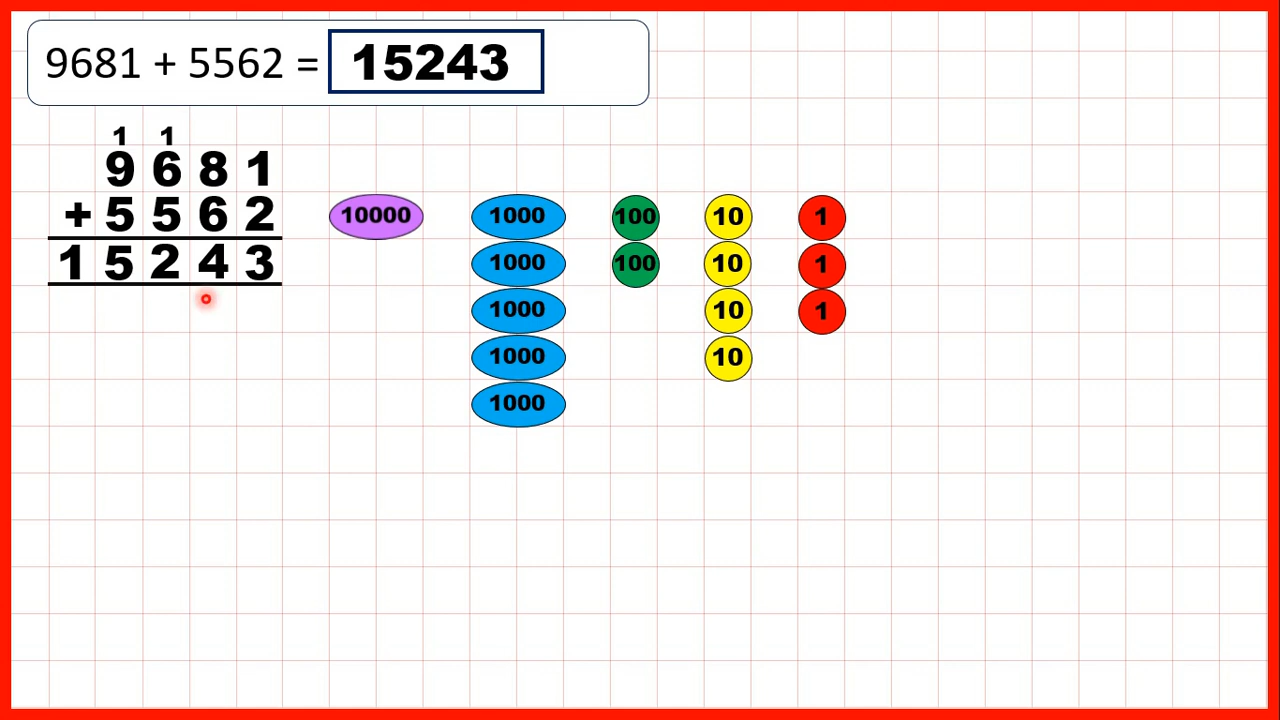 9681 + 5562 = 15243
1 1
9 6 8 1
+ 5 5 6 2
1 5 2 4 3
10000 1000 100 10 1
1000 100 10 1
1000 10 1
1000 10
1000